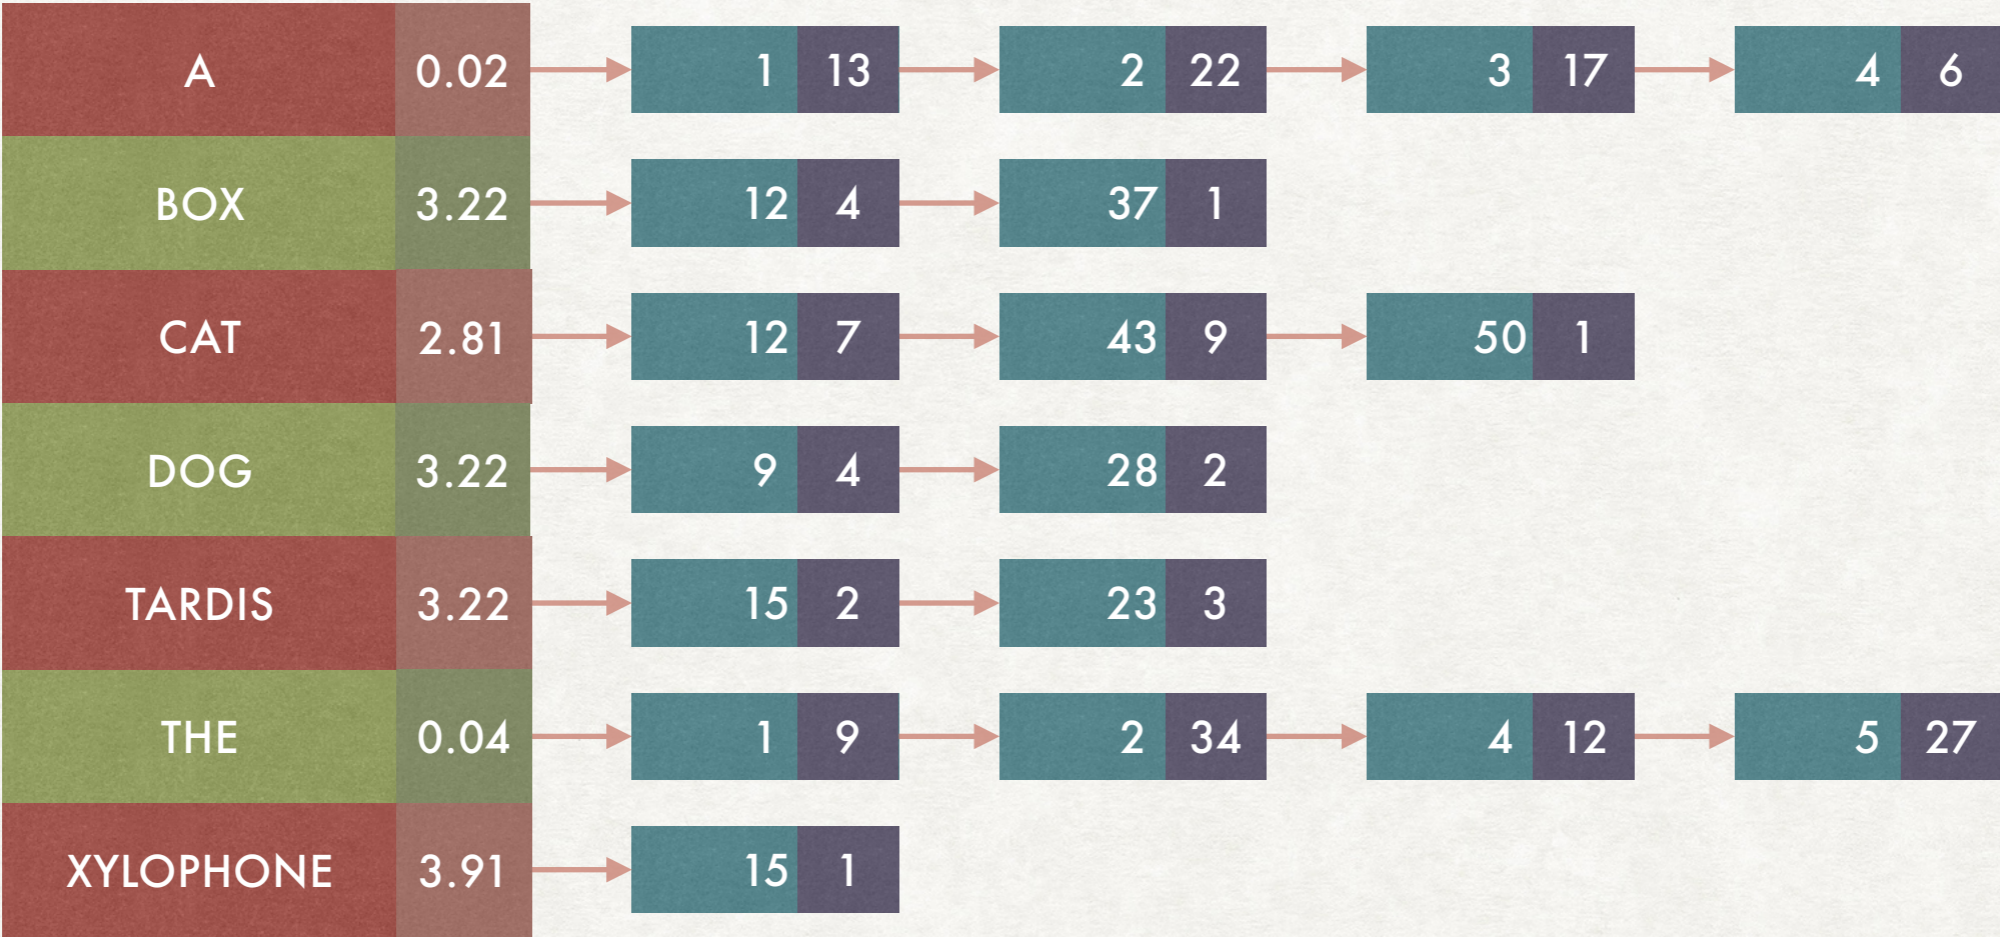 A 0.02 1 13 2 22 3 17 4 6
BOX 3.22 12 4 37 1
CAT 2.81 12 7 43 9 50 1
DOG 3.22 9 4 28 2
TARDIS 3.22 15 2 23 3
THE 0.04 1 9 2 34 4 12 5 27
XYLOPHONE 3.91 15 1